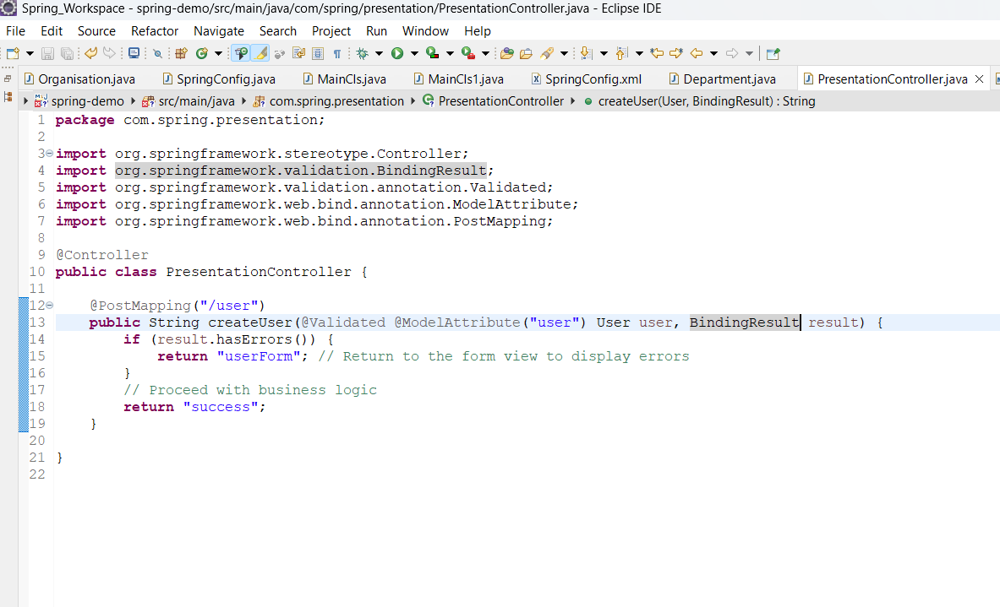 Spring_Workspace - spring-demo/src/main/java/com/spring/presentation/PresentationController.java - Eclipse IDE
File Edit Source Refactor Navigate Search Project Run Window Help
Organisation.java SpringConfig.java MainCls.java MainCls1.java SpringConfig.xml Department.java PresentationController.java
spring-demo src/main/java com.spring.presentation PresentationController createUser(User, BindingResult) : String
1 package com.spring.presentation;
2
3 import org.springframework.stereotype.Controller;
4 import org.springframework.validation.BindingResult;
5 import org.springframework.validation.annotation.Validated;
6 import org.springframework.web.bind.annotation.ModelAttribute;
7 import org.springframework.web.bind.annotation.PostMapping;
8
9 @Controller
10 public class PresentationController {
11
12     @PostMapping("/user")
13     public String createUser(@Validated @ModelAttribute("user") User user, BindingResult result) {
14         if (result.hasErrors()) {
15             return "userForm"; // Return to the form view to display errors
16         }
17         // Proceed with business logic
18         return "success";
19     }
20
21 }
22